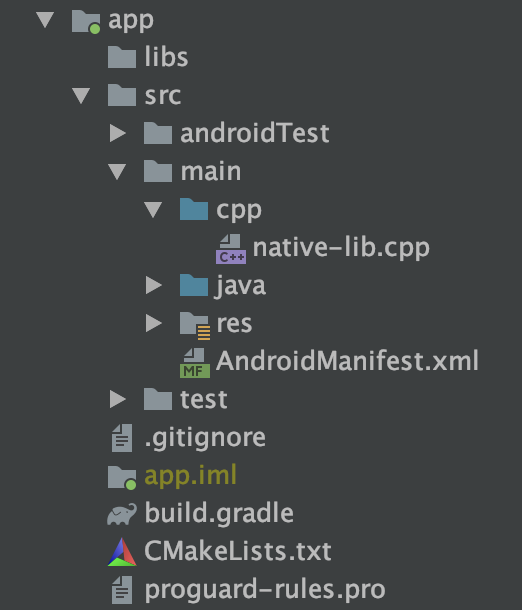 app
libs
src
androidTest
main
cpp
C++ native-lib.cpp
java
res
MF AndroidManifest.xml
test
.gitignore
app.iml
build.gradle
CMakeLists.txt
proguard-rules.pro